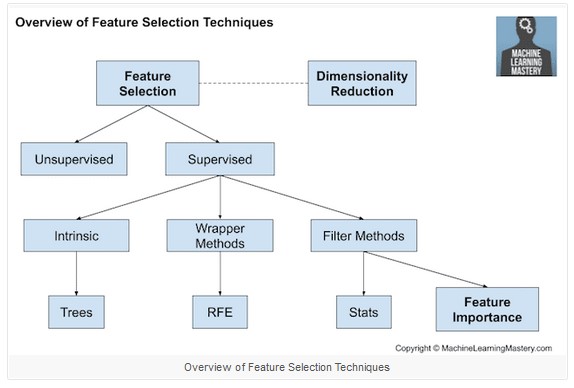 Overview of Feature Selection Techniques
MACHINE
LEARNING
MASTERY
Feature
Selection
Dimensionality
Reduction
Unsupervised
Supervised
Intrinsic
Wrapper
Methods
Filter Methods
Trees
RFE
Stats
Feature
Importance
Copyright © MachineLearningMastery.com
Overview of Feature Selection Techniques